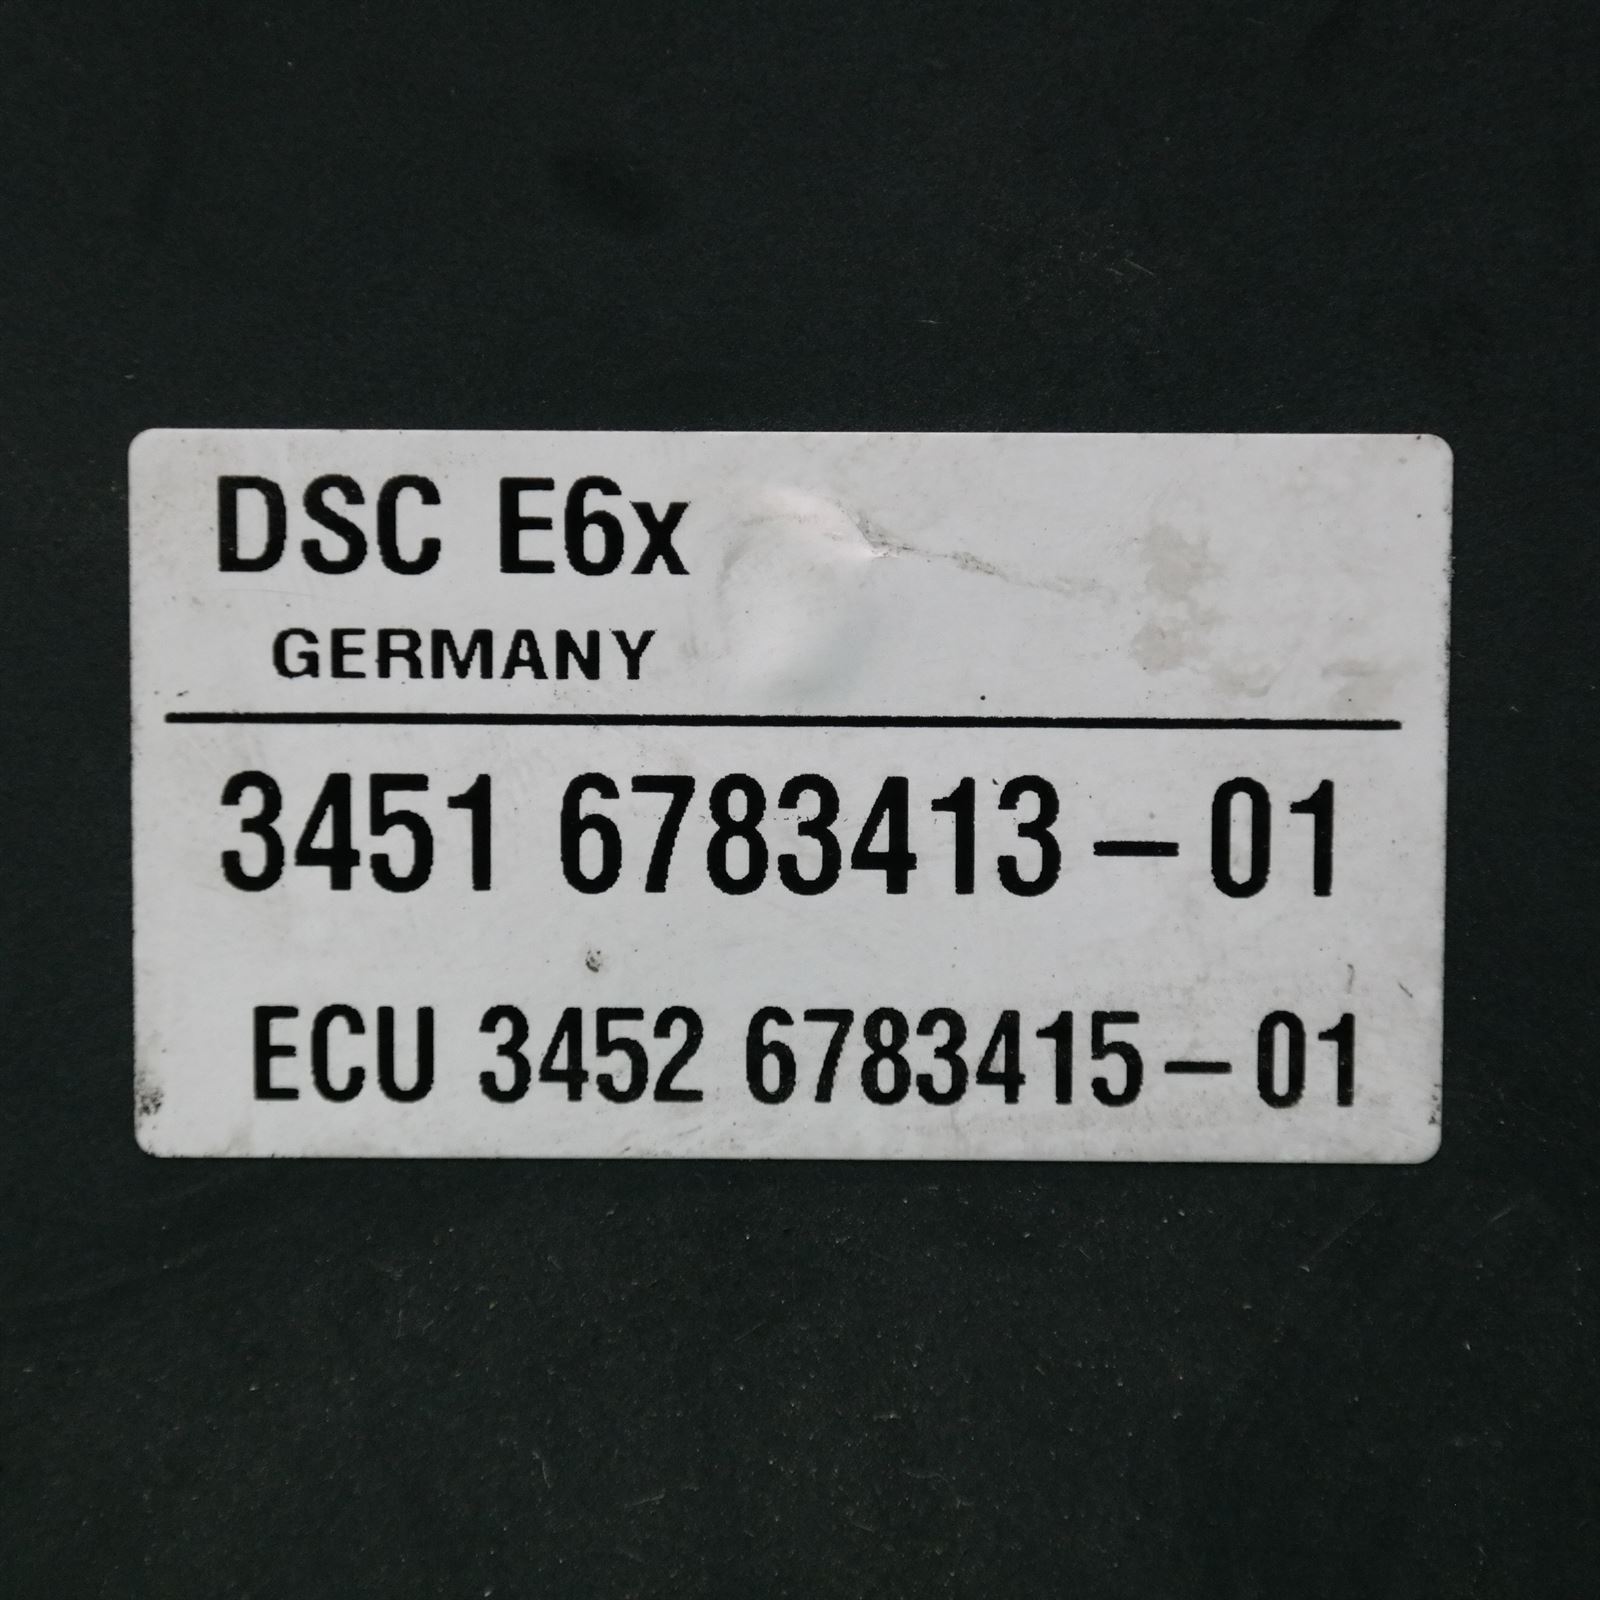 DSC E6x
GERMANY
3451 6783413-01
ECU 3452 6783415-01